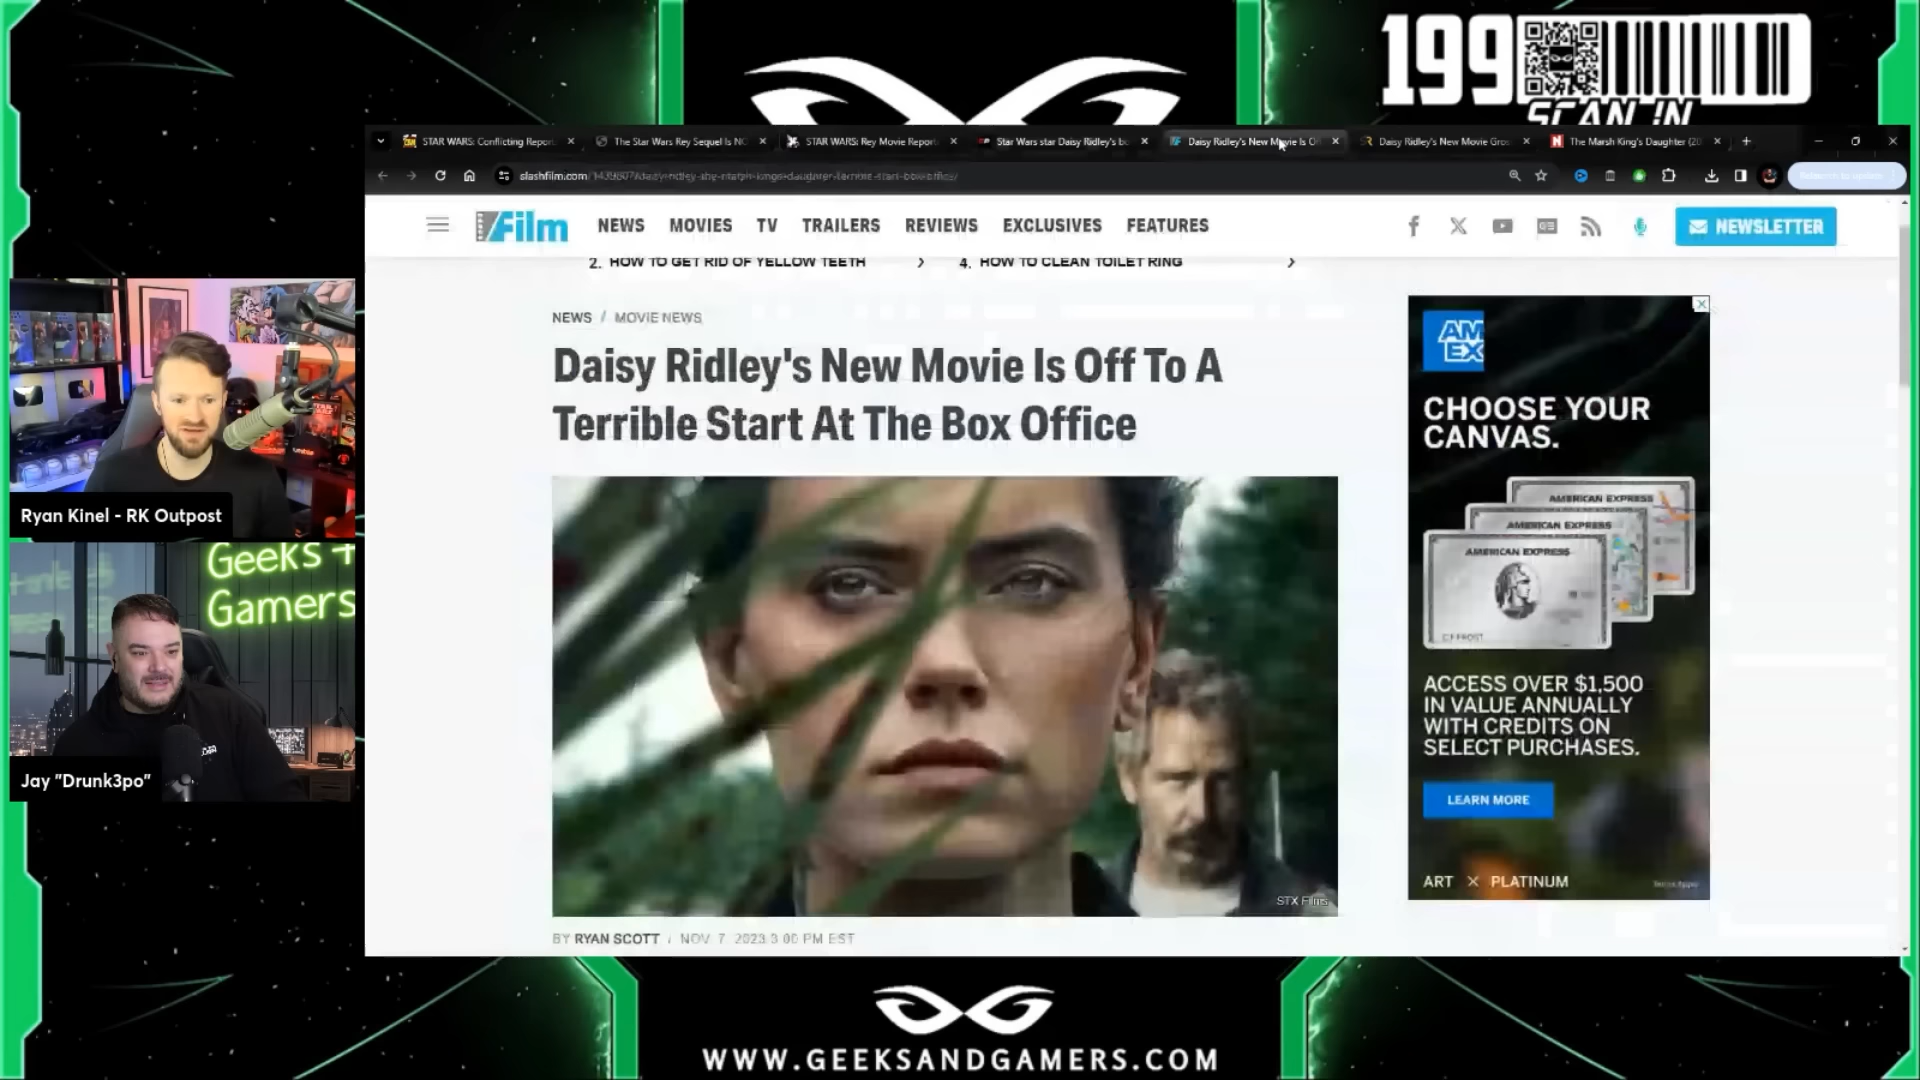 199
SCAN IN
STAR WARS: Conflicting Report
The Star Wars Rey Sequel Is NO
STAR WARS: Rey Movie Report
Star Wars star Daisy Ridley's bo
Daisy Ridley's New Movie Is Of
Daisy Ridley's New Movie Gros
The Marsh King's Daughter (20
slashfilm.com
/Film
NEWS
MOVIES
TV
TRAILERS
REVIEWS
EXCLUSIVES
FEATURES
NEWSLETTER
2. HOW TO GET RID OF YELLOW TEETH
4. HOW TO CLEAN TOILET RING
NEWS / MOVIE NEWS
Daisy Ridley's New Movie Is Off To A
Terrible Start At The Box Office
STX Films
BY RYAN SCOTT / NOV. 7, 2023 3:00 PM EST
AM
EX
CHOOSE YOUR
CANVAS.
AMERICAN EXPRESS
AMERICAN EXPRESS
AMERICAN EXPRESS
C F FROST
ACCESS OVER $1,500
IN VALUE ANNUALLY
WITH CREDITS ON
SELECT PURCHASES.
LEARN MORE
ART X PLATINUM
Ryan Kinel - RK Outpost
Geeks +
Gamers
Jay "Drunk3po"
WWW.GEEKSANDGAMERS.COM